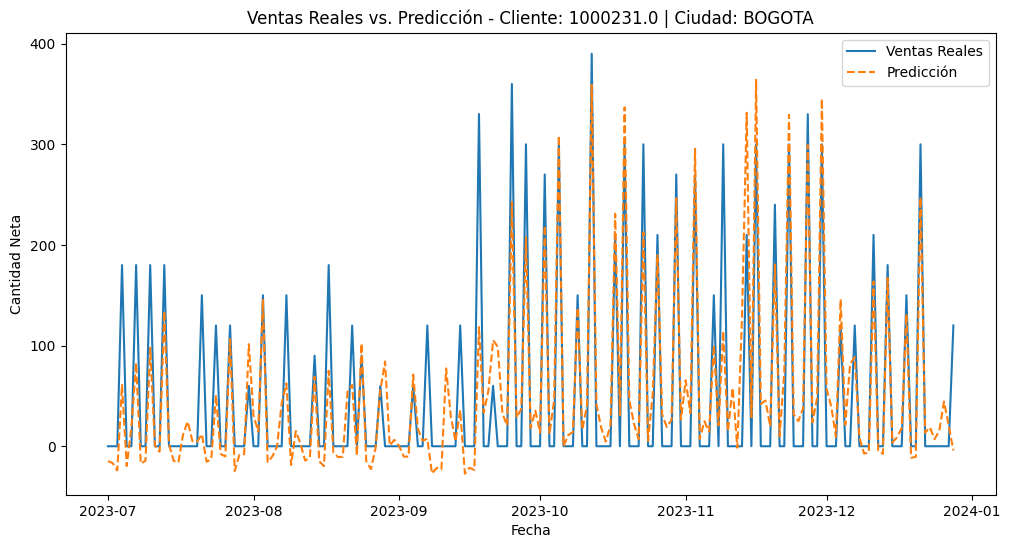 Ventas Reales vs. Predicción - Cliente: 1000231.0 | Ciudad: BOGOTA
Ventas Reales
Predicción
Cantidad Neta
400
300
200
100
0
2023-07
2023-08
2023-09
2023-10
2023-11
2023-12
2024-01
Fecha